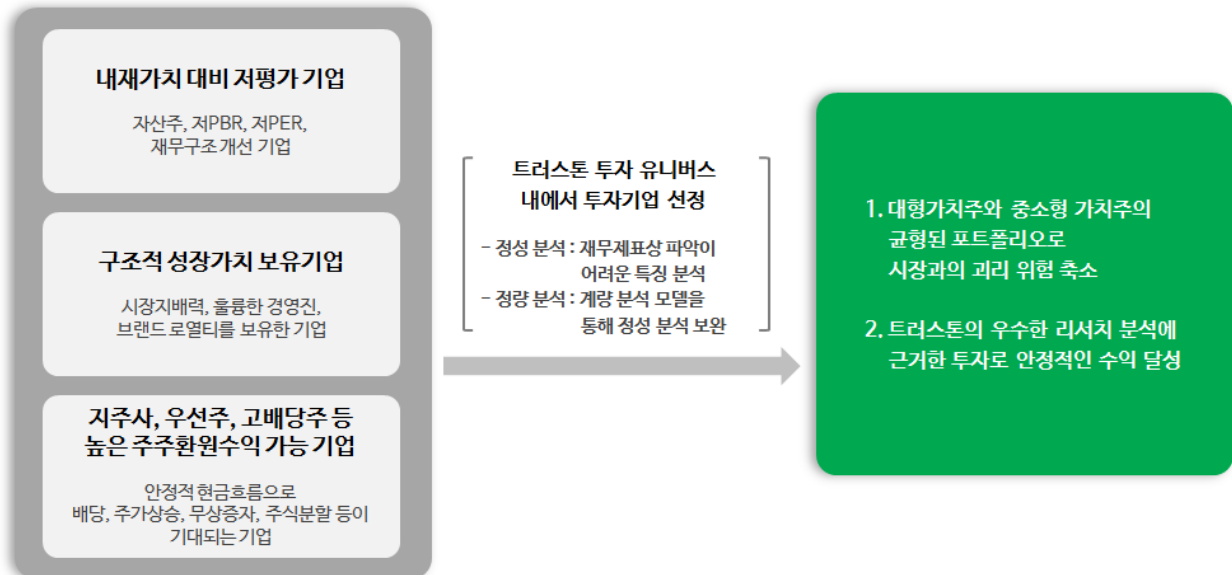 내재가치 대비 저평가 기업
자산주, 저PBR, 저PER,
재무구조 개선 기업
구조적 성장가치 보유기업
시장지배력, 훌륭한 경영진,
브랜드 로열티를 보유한 기업
지주사, 우선주, 고배당주 등
높은 주주환원수익 가능 기업
안정적 현금흐름으로
배당, 주가상승, 무상증자, 주식분할 등이
기대되는 기업
트러스톤 투자 유니버스
내에서 투자기업 선정
- 정성 분석 : 재무제표상 파악이
어려운 특징 분석
- 정량 분석 : 계량 분석 모델을
통해 정성 분석 보완
1. 대형가치주와 중소형 가치주의
균형된 포트폴리오로
시장과의 괴리 위험 축소
2. 트러스톤의 우수한 리서치 분석에
근거한 투자로 안정적인 수익 달성